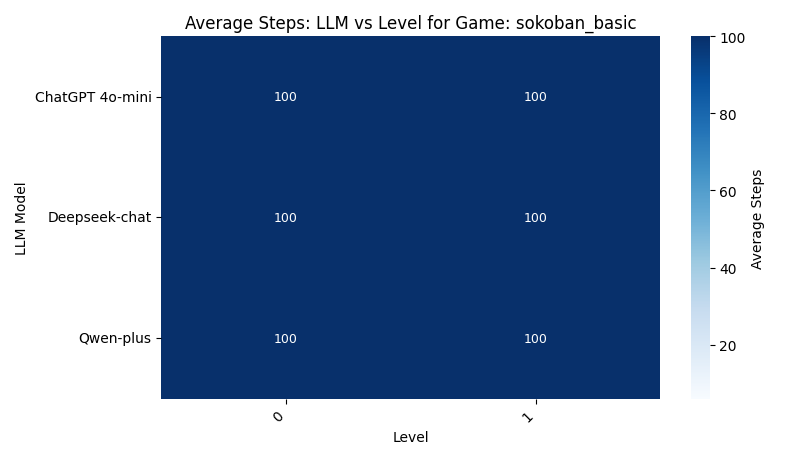 Average Steps: LLM vs Level for Game: sokoban_basic
LLM Model
ChatGPT 4o-mini
100
100
Deepseek-chat
100
100
Qwen-plus
100
100
0
1
Level
100
80
60
40
20
Average Steps